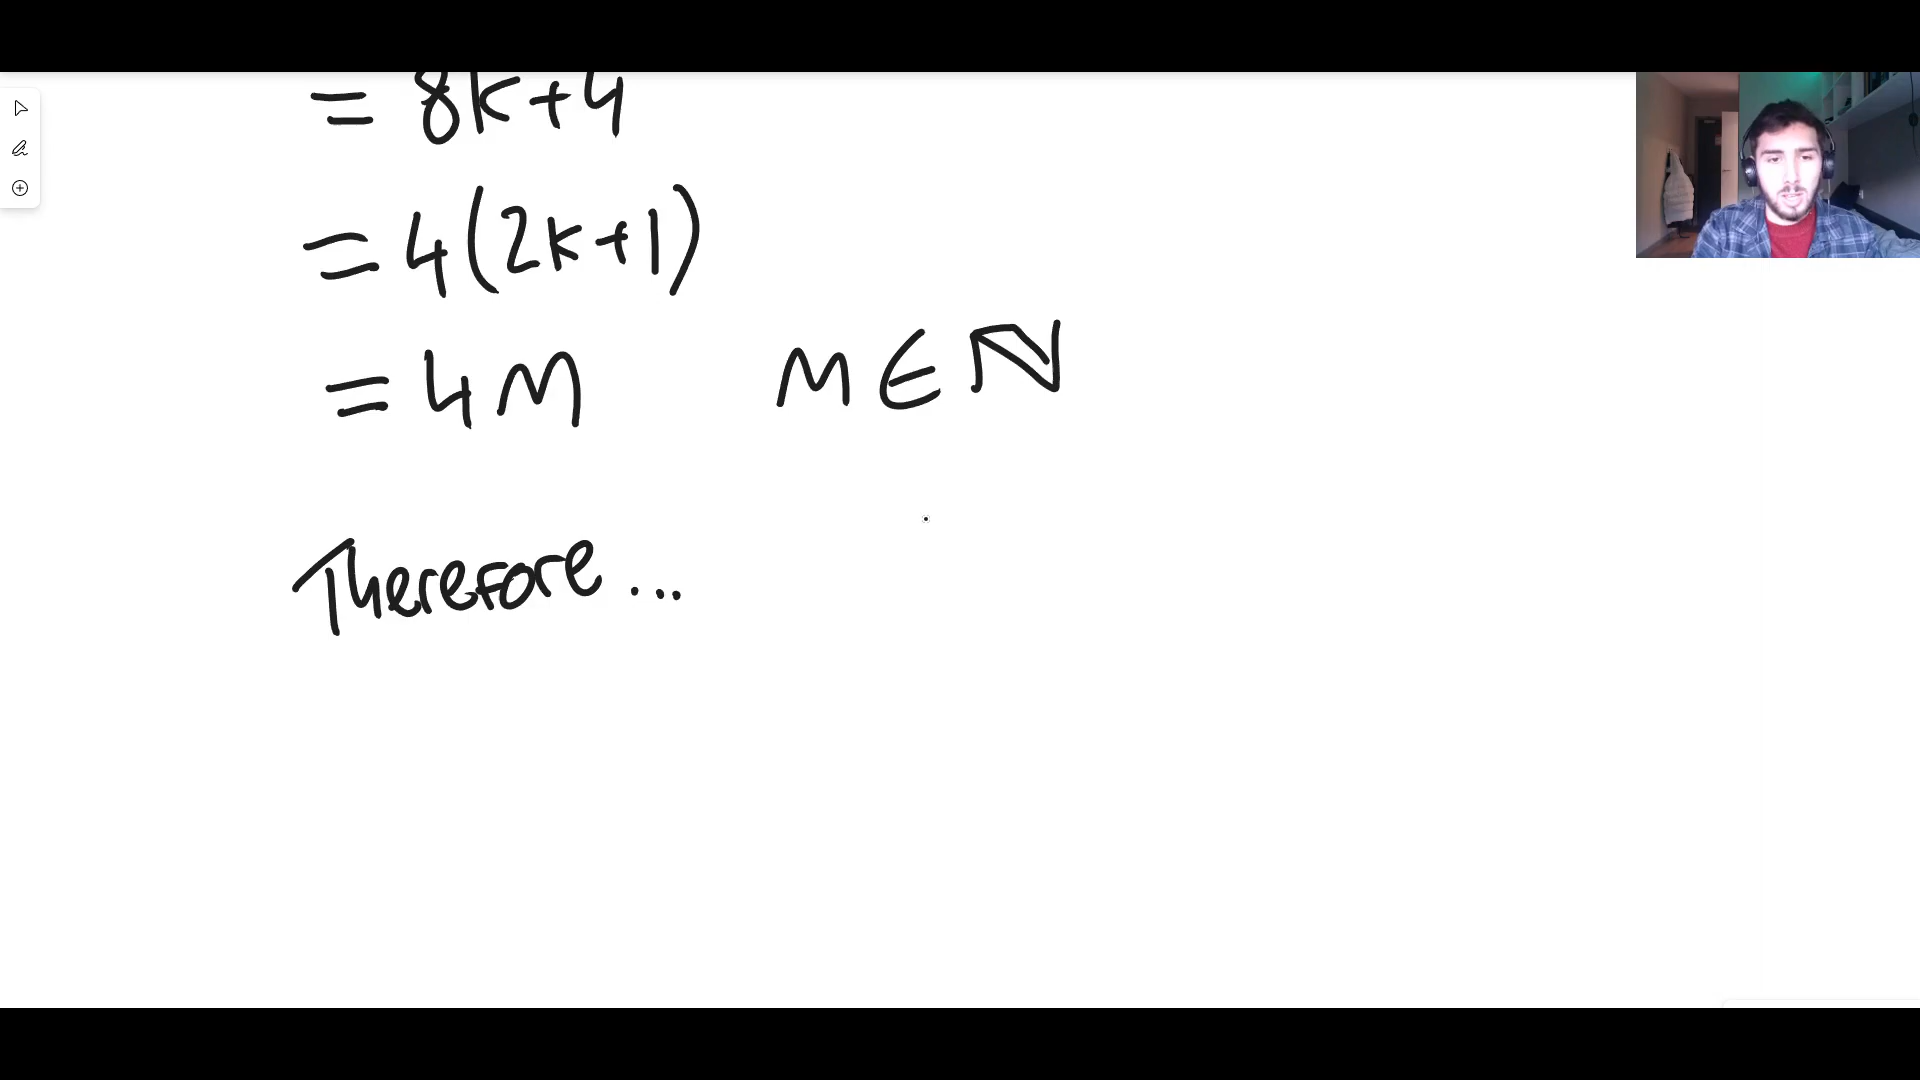 = 8k+4
= 4(2k+1)
= 4M M∈ℕ
Therefore...